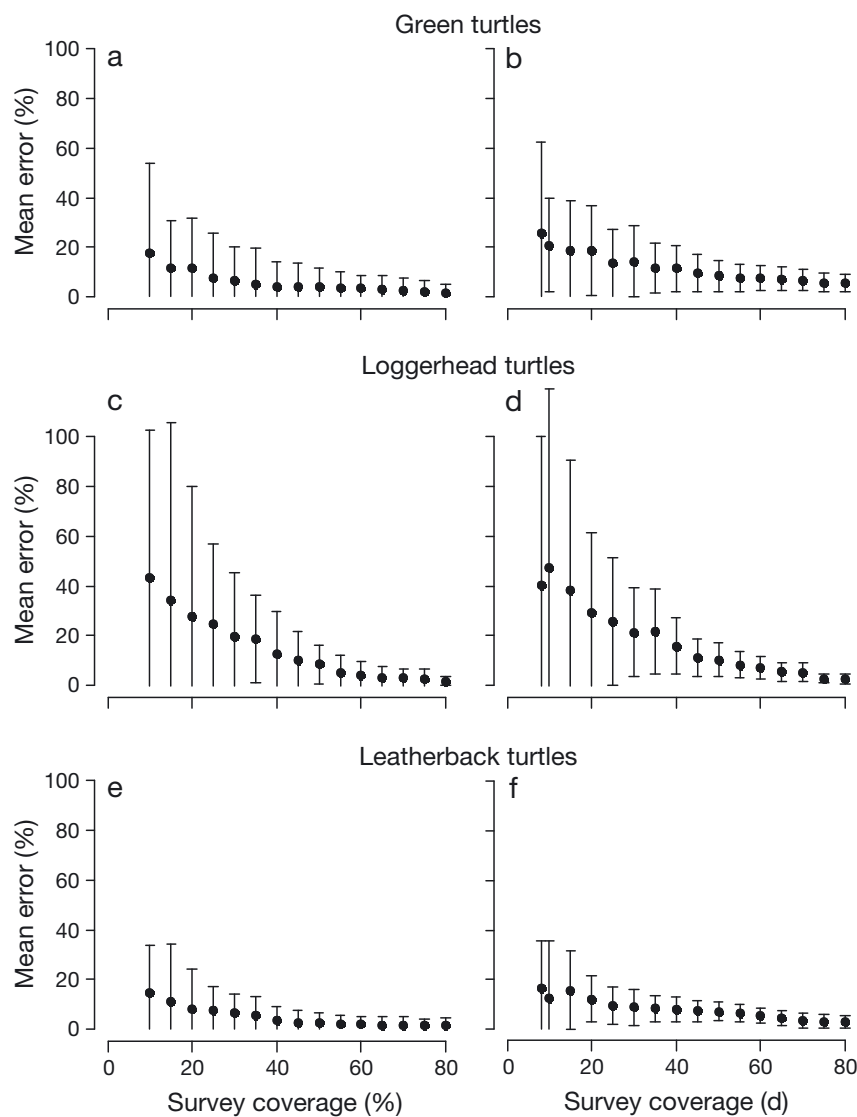 Green turtles
a
b
100
80
60
40
20
0
Mean error (%)
Loggerhead turtles
c
d
100
80
60
40
20
0
Mean error (%)
Leatherback turtles
e
f
100
80
60
40
20
0
Mean error (%)
0 20 40 60 80
0 20 40 60 80
Survey coverage (%)
Survey coverage (d)